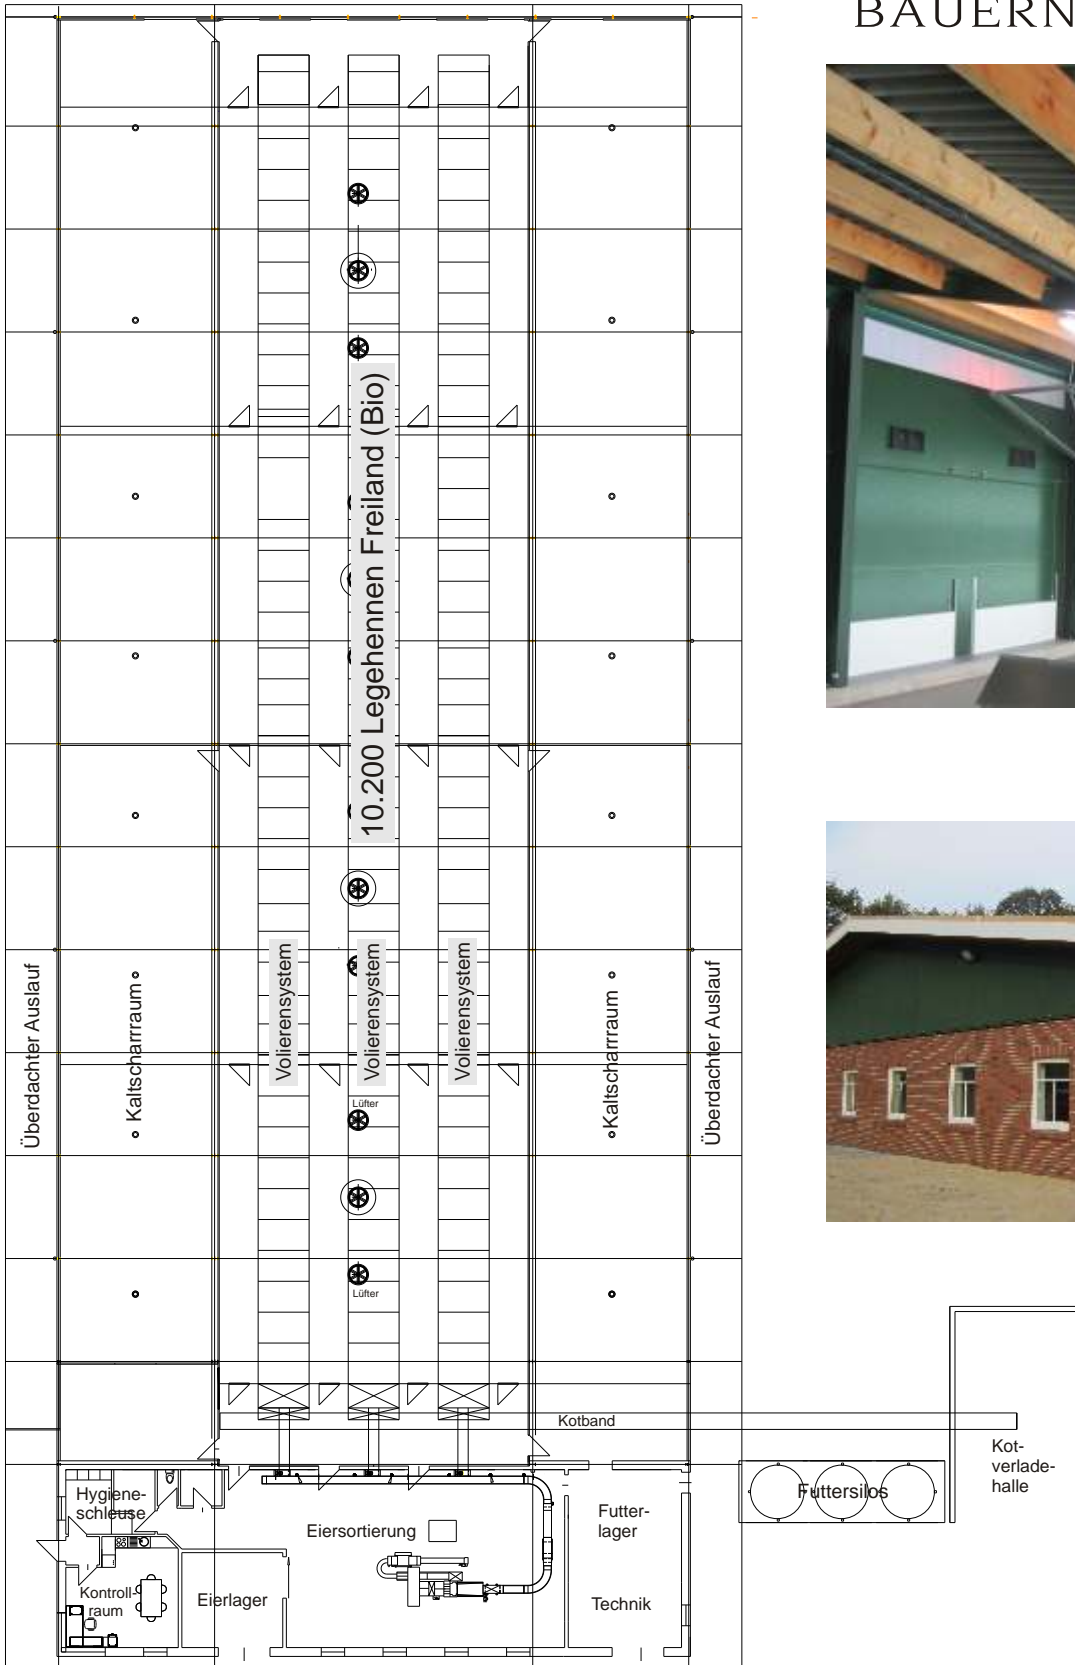 BAUERN
10.200 Legehennen Freiland (Bio)
Volierensystem
Volierensystem
Volierensystem
Überdachter Auslauf
Kaltscharrraum
Kaltscharrraum
Überdachter Auslauf
Lüfter
Lüfter
Kotband
Kot-
verlade-
halle
Futtersilos
Hygiene-
schleuse
Eiersortierung
Futter-
lager
Kontroll-
raum
Eierlager
Technik